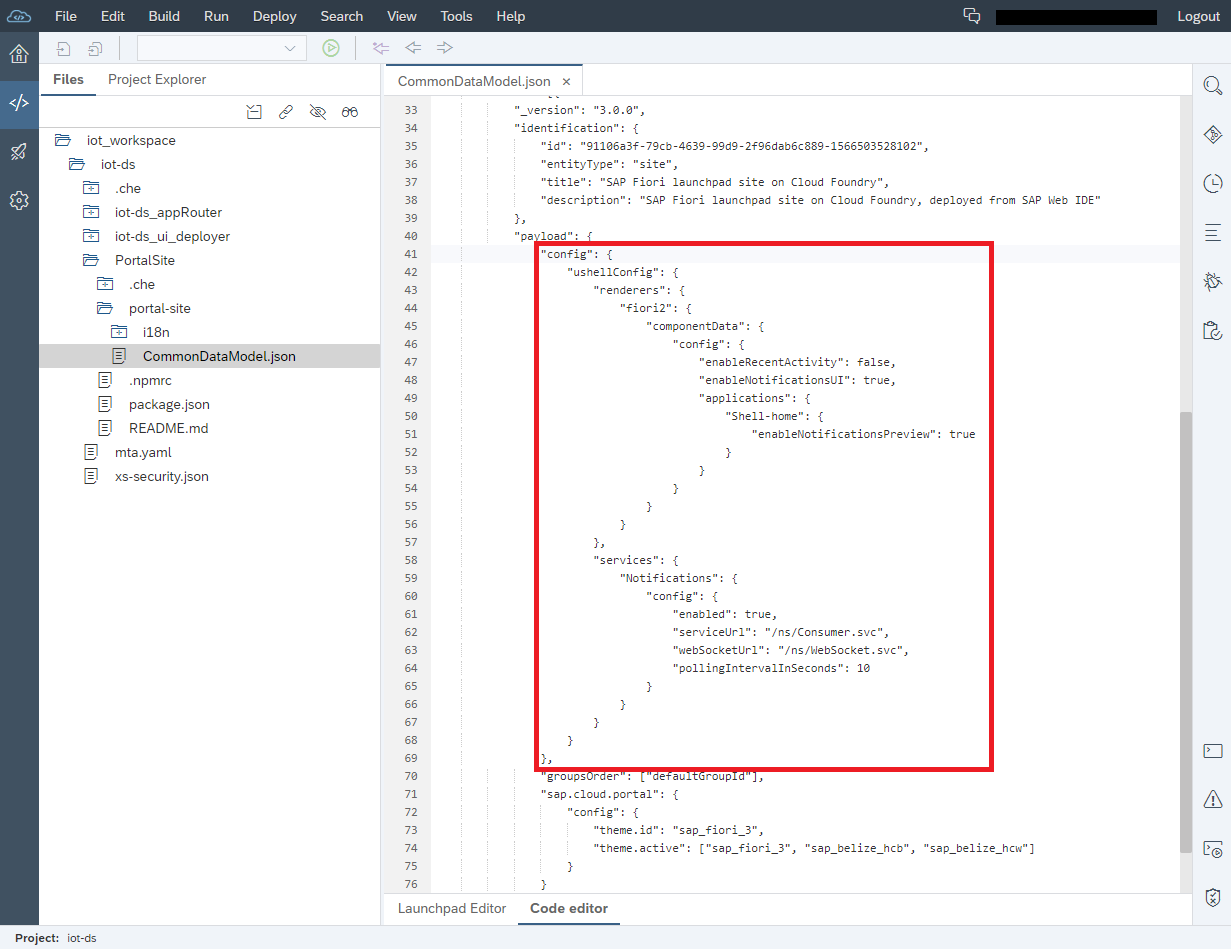 File Edit Build Run Deploy Search View Tools Help Logout
Files Project Explorer
CommonDataModel.json ×
iot_workspace
iot-ds
.che
iot-ds_appRouter
iot-ds_ui_deployer
PortalSite
.che
portal-site
i18n
CommonDataModel.json
.npmrc
package.json
README.md
mta.yaml
xs-security.json
33 "_version": "3.0.0",
34 "identification": {
35 "id": "91106a3f-79cb-4639-99d9-2f96dab6c889-1566503528102",
36 "entityType": "site",
37 "title": "SAP Fiori launchpad site on Cloud Foundry",
38 "description": "SAP Fiori launchpad site on Cloud Foundry, deployed from SAP Web IDE"
39 },
40 "payload": {
41 "config": {
42 "ushellConfig": {
43 "renderers": {
44 "fiori2": {
45 "componentData": {
46 "config": {
47 "enableRecentActivity": false,
48 "enableNotificationsUI": true,
49 "applications": {
50 "Shell-home": {
51 "enableNotificationsPreview": true
52 }
53 }
54 }
55 }
56 }
57 },
58 "services": {
59 "Notifications": {
60 "config": {
61 "enabled": true,
62 "serviceUrl": "/ns/Consumer.svc",
63 "webSocketUrl": "/ns/WebSocket.svc",
64 "pollingIntervalInSeconds": 10
65 }
66 }
67 }
68 }
69 },
70 "groupsOrder": ["defaultGroupId"],
71 "sap.cloud.portal": {
72 "config": {
73 "theme.id": "sap_fiori_3",
74 "theme.active": ["sap_fiori_3", "sap_belize_hcb", "sap_belize_hcw"]
75 }
76 }
Launchpad Editor Code editor
Project: iot-ds